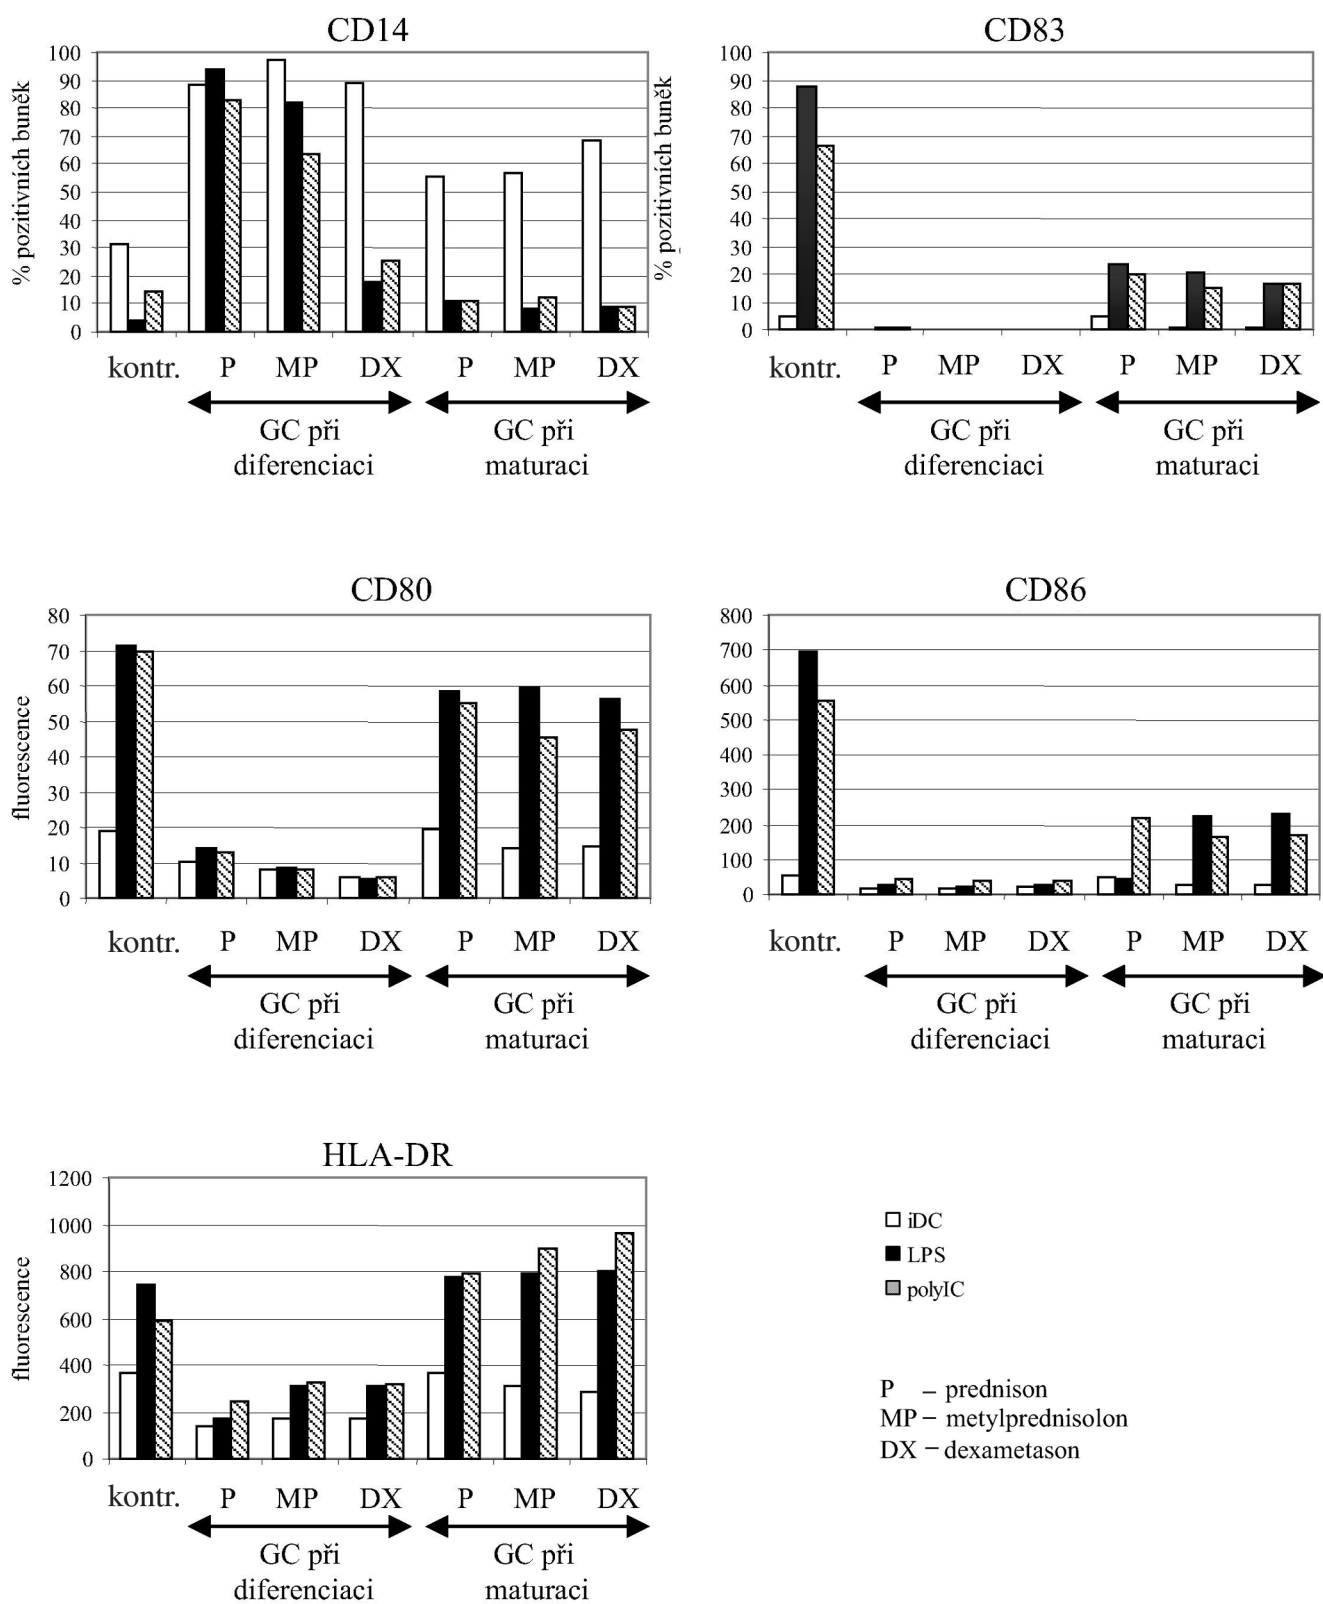 CD14
% pozitivních buněk
100
90
80
70
60
50
40
30
20
10
0
kontr. P MP DX P MP DX
GC při diferenciaci
GC při maturaci
CD83
% pozitivních buněk
100
90
80
70
60
50
40
30
20
10
0
kontr. P MP DX P MP DX
GC při diferenciaci
GC při maturaci
CD80
fluorescence
80
70
60
50
40
30
20
10
0
kontr. P MP DX P MP DX
GC při diferenciaci
GC při maturaci
CD86
800
700
600
500
400
300
200
100
0
kontr. P MP DX P MP DX
GC při diferenciaci
GC při maturaci
HLA-DR
fluorescence
1200
1000
800
600
400
200
0
kontr. P MP DX P MP DX
GC při diferenciaci
GC při maturaci
iDC
LPS
polyIC
P – prednison
MP – metylprednisolon
DX – dexametason